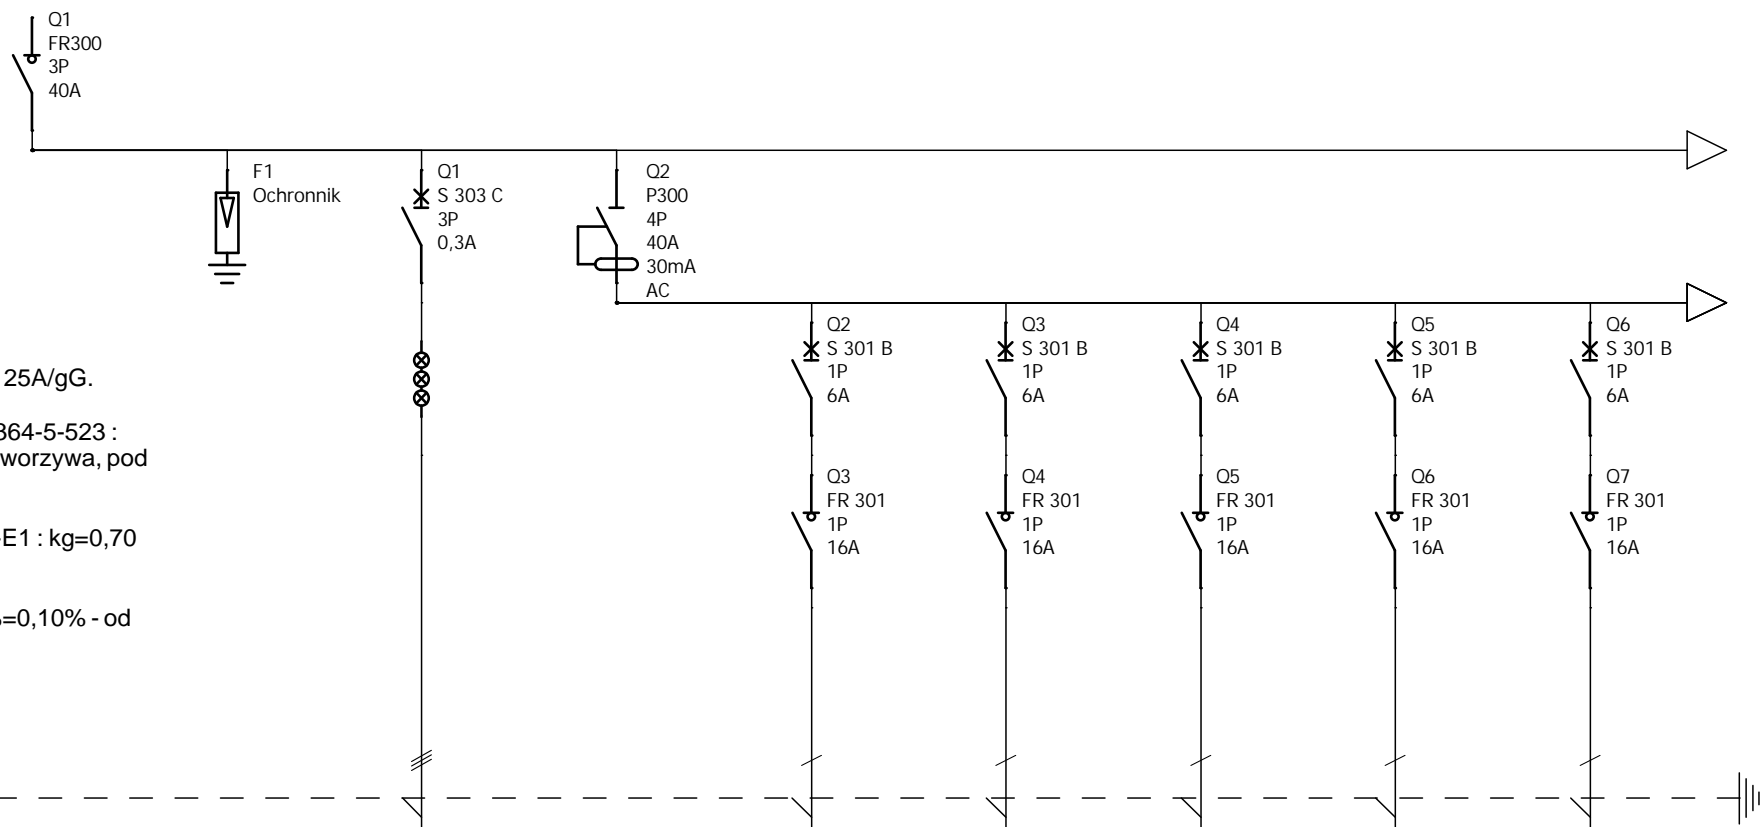 Q1
FR300
3P
40A
F1
Ochronnik
Q1
S 303 C
3P
0,3A
Q2
P300
4P
40A
30mA
AC
Q2
S 301 B
1P
6A
Q3
S 301 B
1P
6A
Q4
S 301 B
1P
6A
Q5
S 301 B
1P
6A
Q6
S 301 B
1P
6A
25A/gG.
364-5-523 :
worzywa, pod
E1 : kg=0,70
=0,10% - od
Q3
FR 301
1P
16A
Q4
FR 301
1P
16A
Q5
FR 301
1P
16A
Q6
FR 301
1P
16A
Q7
FR 301
1P
16A